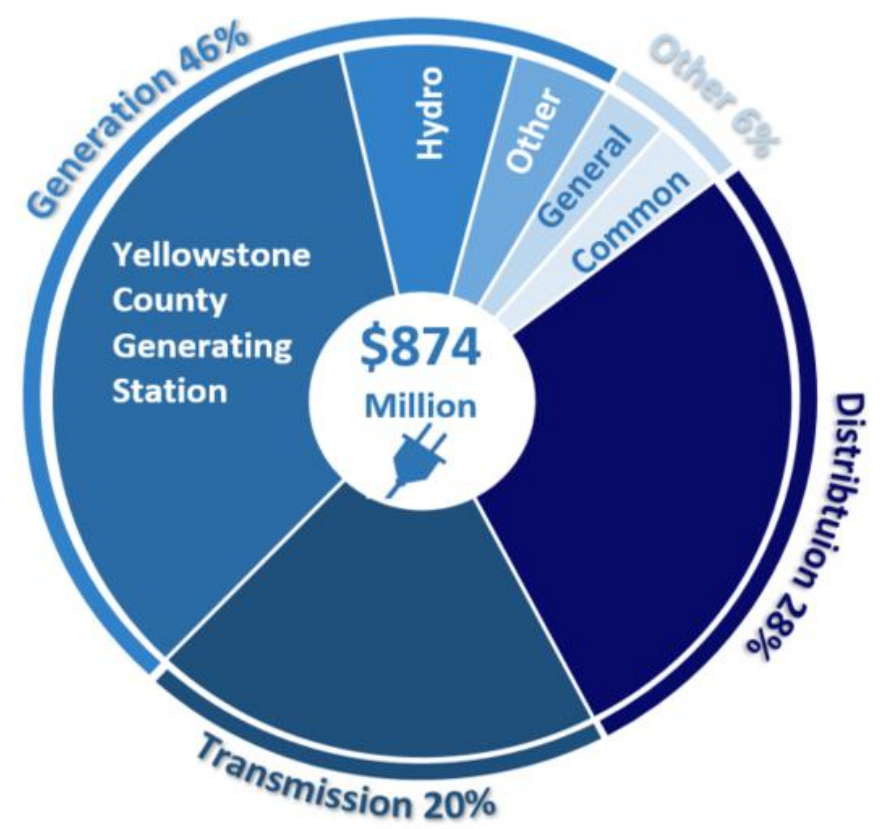 Generation 46%
Other 6%
Hydro
Other
General
Common
Yellowstone
County
Generating
Station
$874
Million
Distribtuion 28%
Transmission 20%